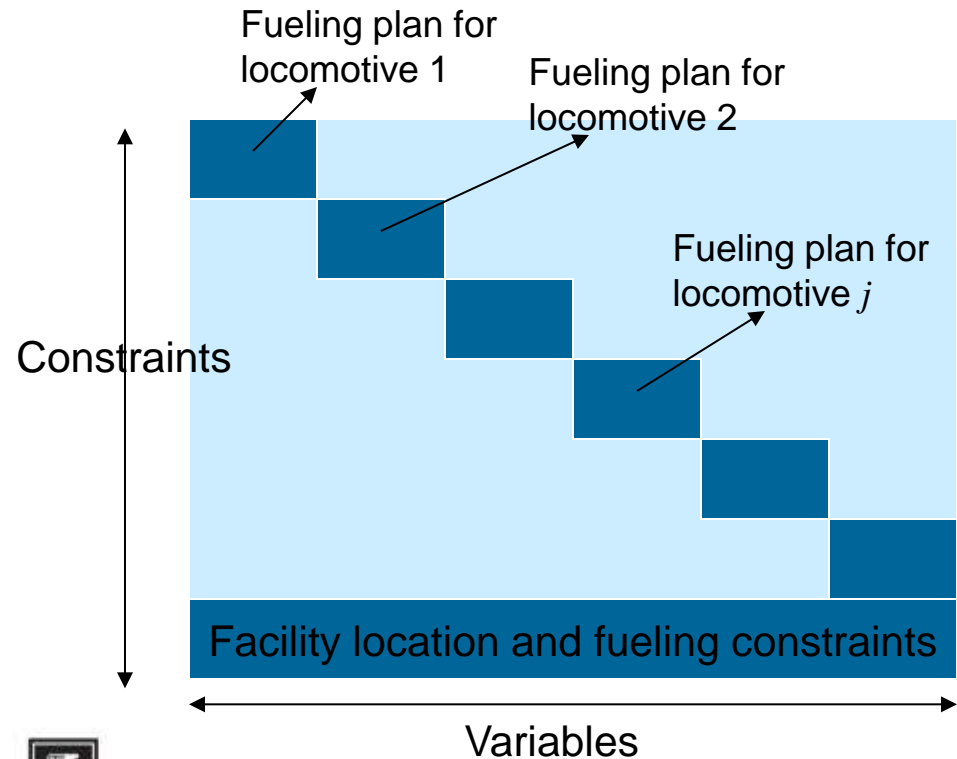 Fueling plan for
locomotive 1
Fueling plan for
locomotive 2
Fueling plan for
locomotive j
Constraints
Facility location and fueling constraints
Variables